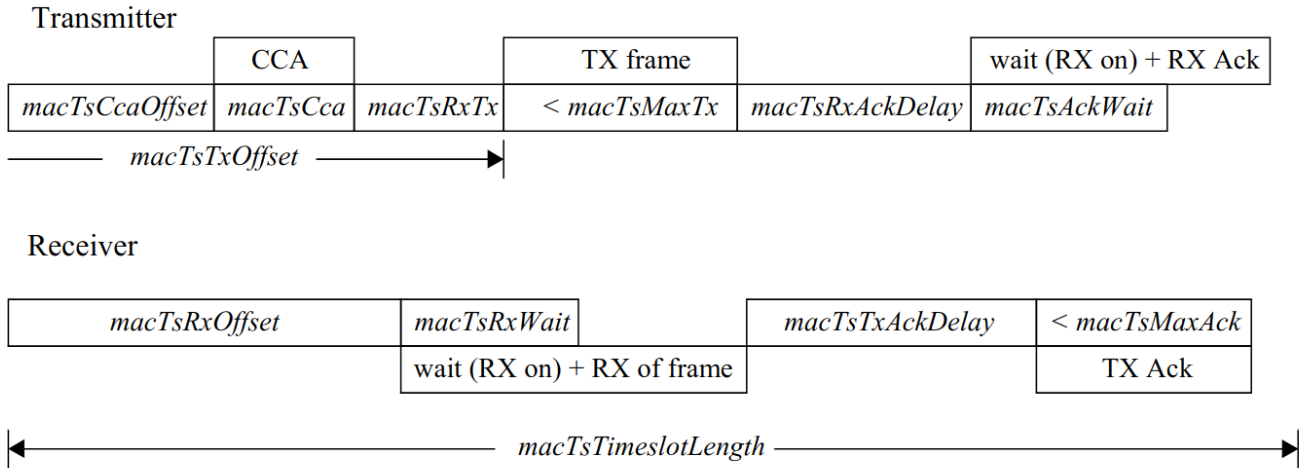 Transmitter
CCA TX frame wait (RX on) + RX Ack
macTsCcaOffset macTsCca macTsRxTx < macTsMaxTx macTsRxAckDelay macTsAckWait
macTsTxOffset
Receiver
macTsRxOffset macTsRxWait macTsTxAckDelay < macTsMaxAck
wait (RX on) + RX of frame TX Ack
macTsTimeslotLength